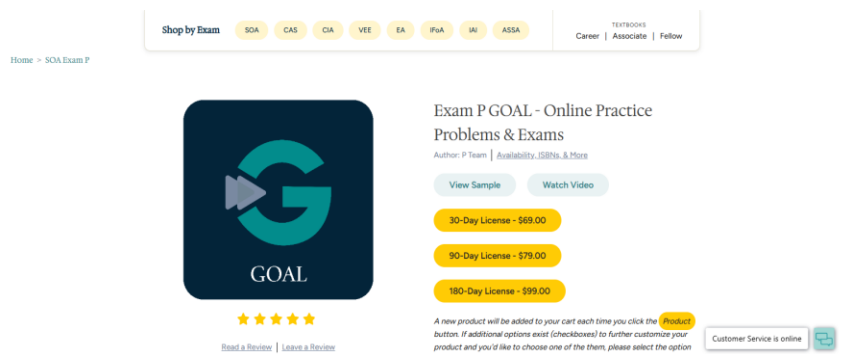 Shop by Exam
SOA
CAS
CIA
VEE
EA
IFoA
IAI
ASSA
TEXTBOOKS
Career | Associate | Fellow
Home > SOA Exam P
GOAL
Read a Review | Leave a Review
Exam P GOAL - Online Practice
Problems & Exams
Author: P Team | Availability, ISBNs, & More
View Sample
Watch Video
30-Day License - $69.00
90-Day License - $79.00
180-Day License - $99.00
A new product will be added to your cart each time you click the Product
button. If additional options exist (checkboxes) to further customize your
product and you'd like to choose one of the them, please select the option
Customer Service is online